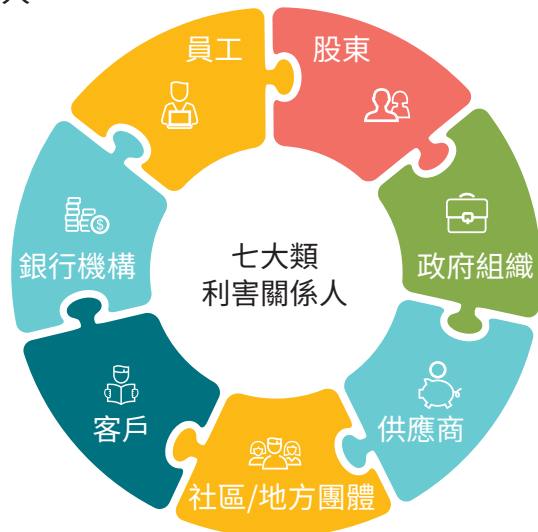 員工
股東
銀行機構
七大類
利害關係人
政府組織
客戶
供應商
社區/地方團體